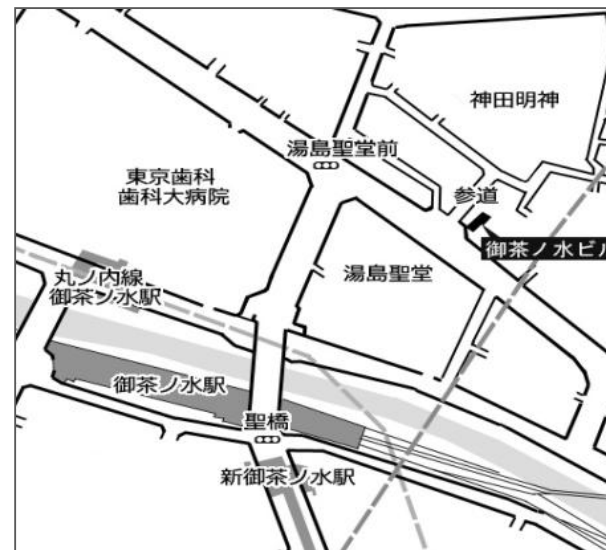 神田明神
湯島聖堂前
東京歯科
歯科大病院
参道
御茶ノ水ビル
湯島聖堂
丸ノ内線
御茶ノ水駅
御茶ノ水駅
聖橋
新御茶ノ水駅